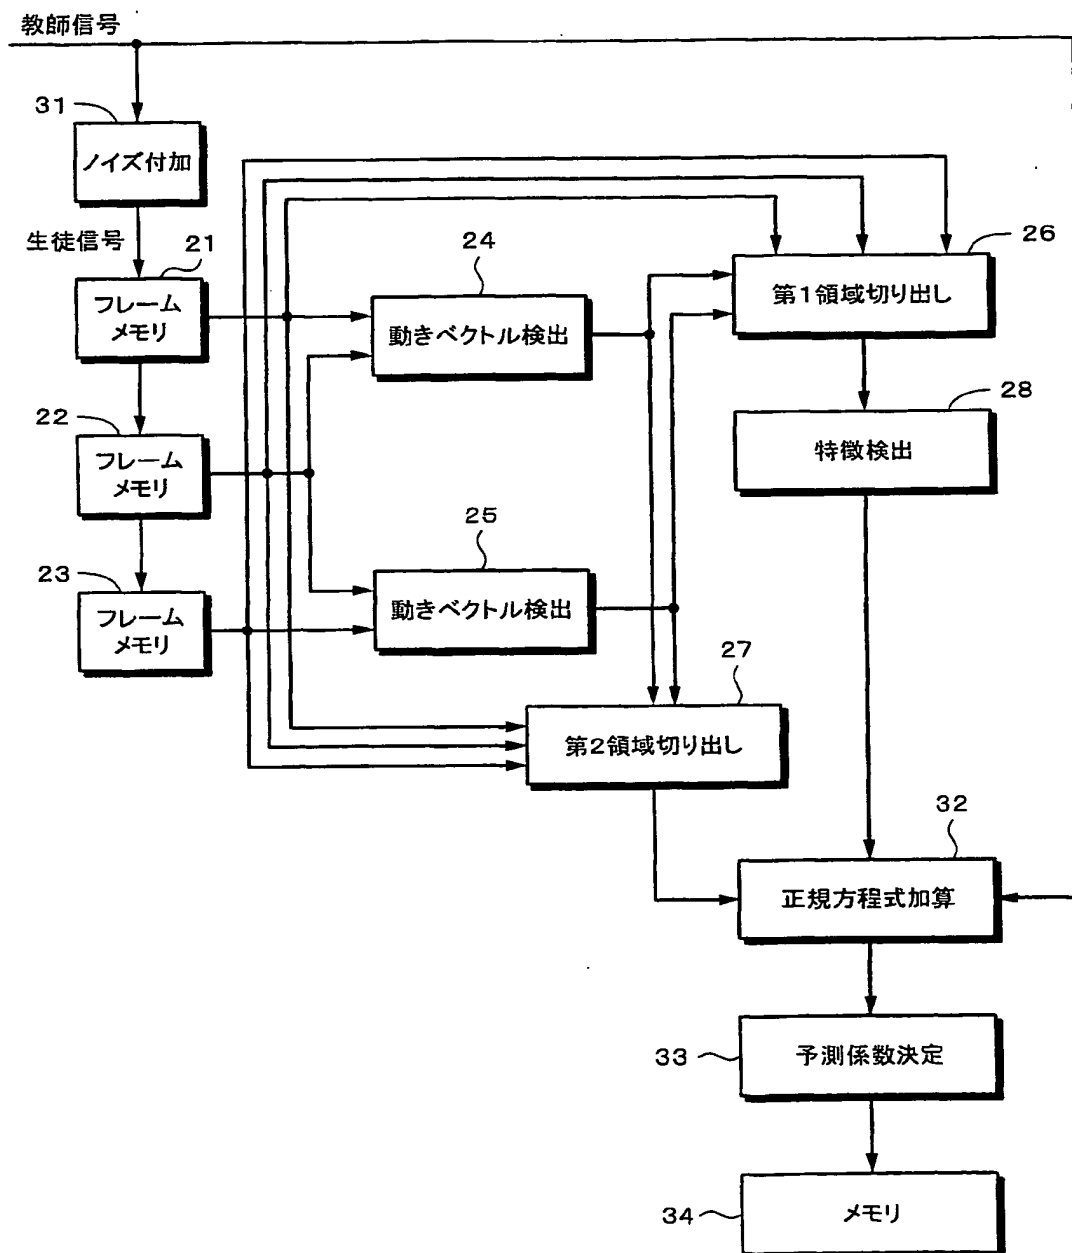 教師信号
31
ノイズ付加
生徒信号
21
フレーム
メモリ
22
フレーム
メモリ
23
フレーム
メモリ
24
動きベクトル検出
25
動きベクトル検出
26
第1領域切り出し
28
特徴検出
27
第2領域切り出し
32
正規方程式加算
33
予測係数決定
34
メモリ